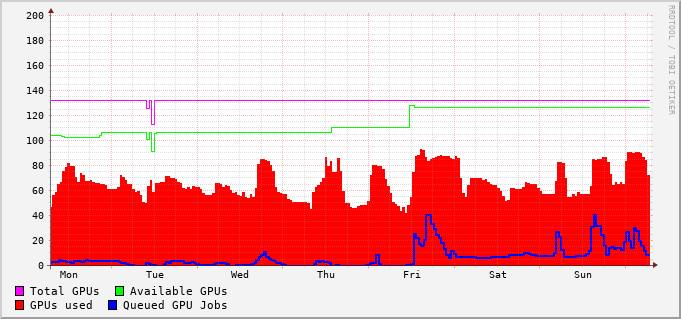 200
180
160
140
120
100
80
60
40
20
0
Mon Tue Wed Thu Fri Sat Sun
Total GPUs Available GPUs
GPUs used Queued GPU Jobs
RRDTOOL / TOBI OETIKER